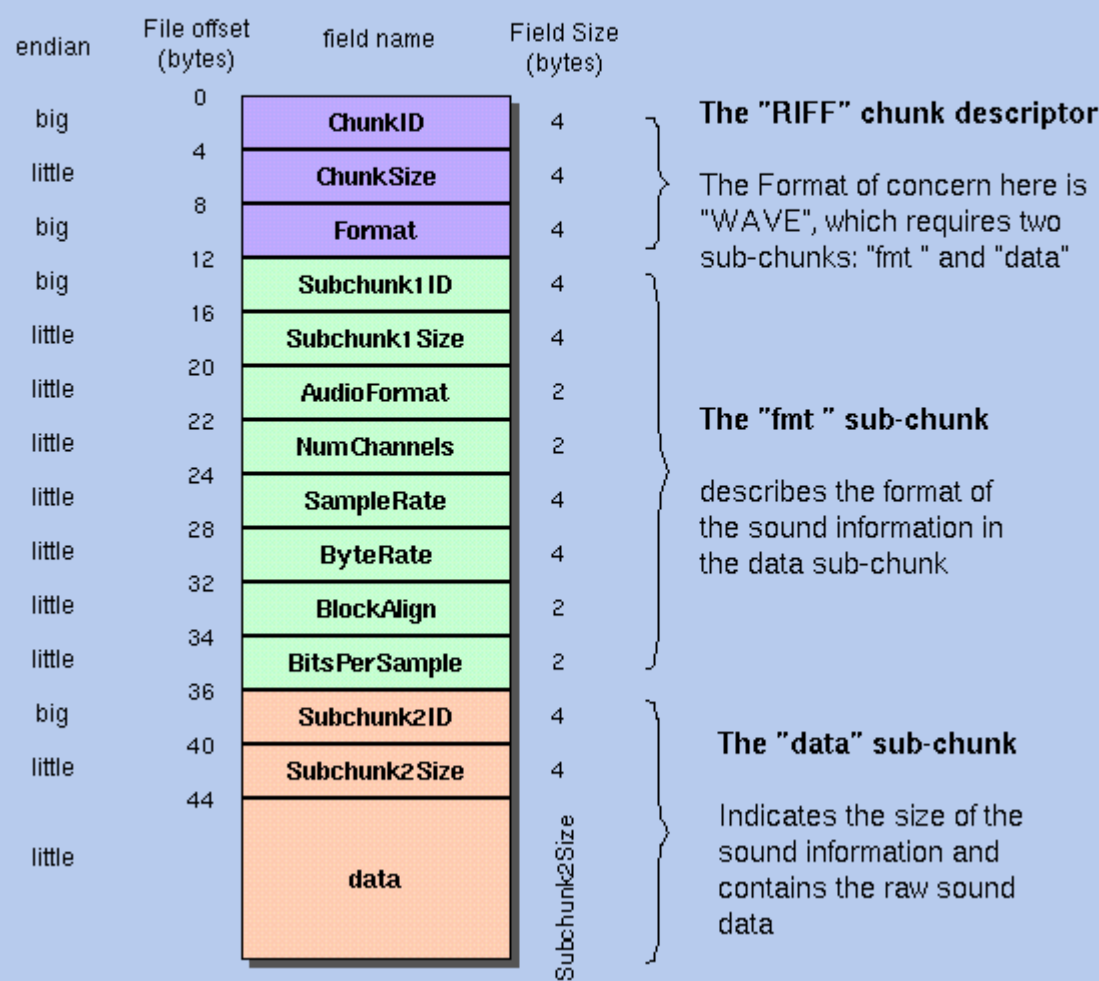 endian
File offset
(bytes)
field name
Field Size
(bytes)
0
big
ChunkID
4
4
little
ChunkSize
4
8
big
Format
4
The "RIFF" chunk descriptor
The Format of concern here is
"WAVE", which requires two
sub-chunks: "fmt " and "data"
12
big
Subchunk1ID
4
16
little
Subchunk1Size
4
20
little
AudioFormat
2
22
little
NumChannels
2
24
little
SampleRate
4
28
little
ByteRate
4
32
little
BlockAlign
2
34
little
BitsPerSample
2
The "fmt " sub-chunk
describes the format of
the sound information in
the data sub-chunk
36
big
Subchunk2ID
4
40
little
Subchunk2Size
4
44
little
data
Subchunk2Size
The "data" sub-chunk
Indicates the size of the
sound information and
contains the raw sound
data